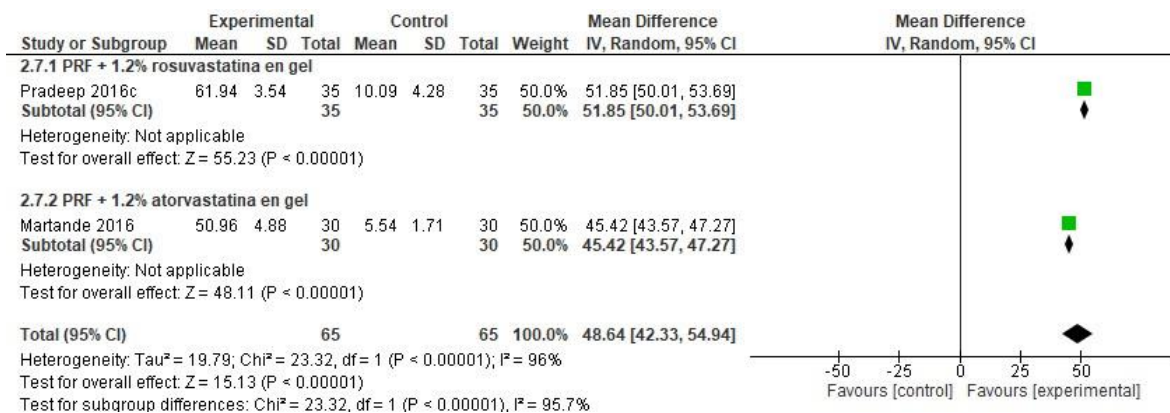 Experimental Control Mean Difference Mean Difference
Study or Subgroup Mean SD Total Mean SD Total Weight IV, Random, 95% CI IV, Random, 95% CI
2.7.1 PRF + 1.2% rosuvastatina en gel
Pradeep 2016c 61.94 3.54 35 10.09 4.28 35 50.0% 51.85 [50.01, 53.69]
Subtotal (95% CI) 35 35 50.0% 51.85 [50.01, 53.69]
Heterogeneity: Not applicable
Test for overall effect: Z = 55.23 (P < 0.00001)
2.7.2 PRF + 1.2% atorvastatina en gel
Martande 2016 50.96 4.88 30 5.54 1.71 30 50.0% 45.42 [43.57, 47.27]
Subtotal (95% CI) 30 30 50.0% 45.42 [43.57, 47.27]
Heterogeneity: Not applicable
Test for overall effect: Z = 48.11 (P < 0.00001)
Total (95% CI) 65 65 100.0% 48.64 [42.33, 54.94]
Heterogeneity: Tau² = 19.79; Chi² = 23.32, df = 1 (P < 0.00001); I² = 96%
Test for overall effect: Z = 15.13 (P < 0.00001)
Test for subgroup differences: Chi² = 23.32, df = 1 (P < 0.00001), I² = 95.7%
-50 -25 0 25 50
Favours [control] Favours [experimental]